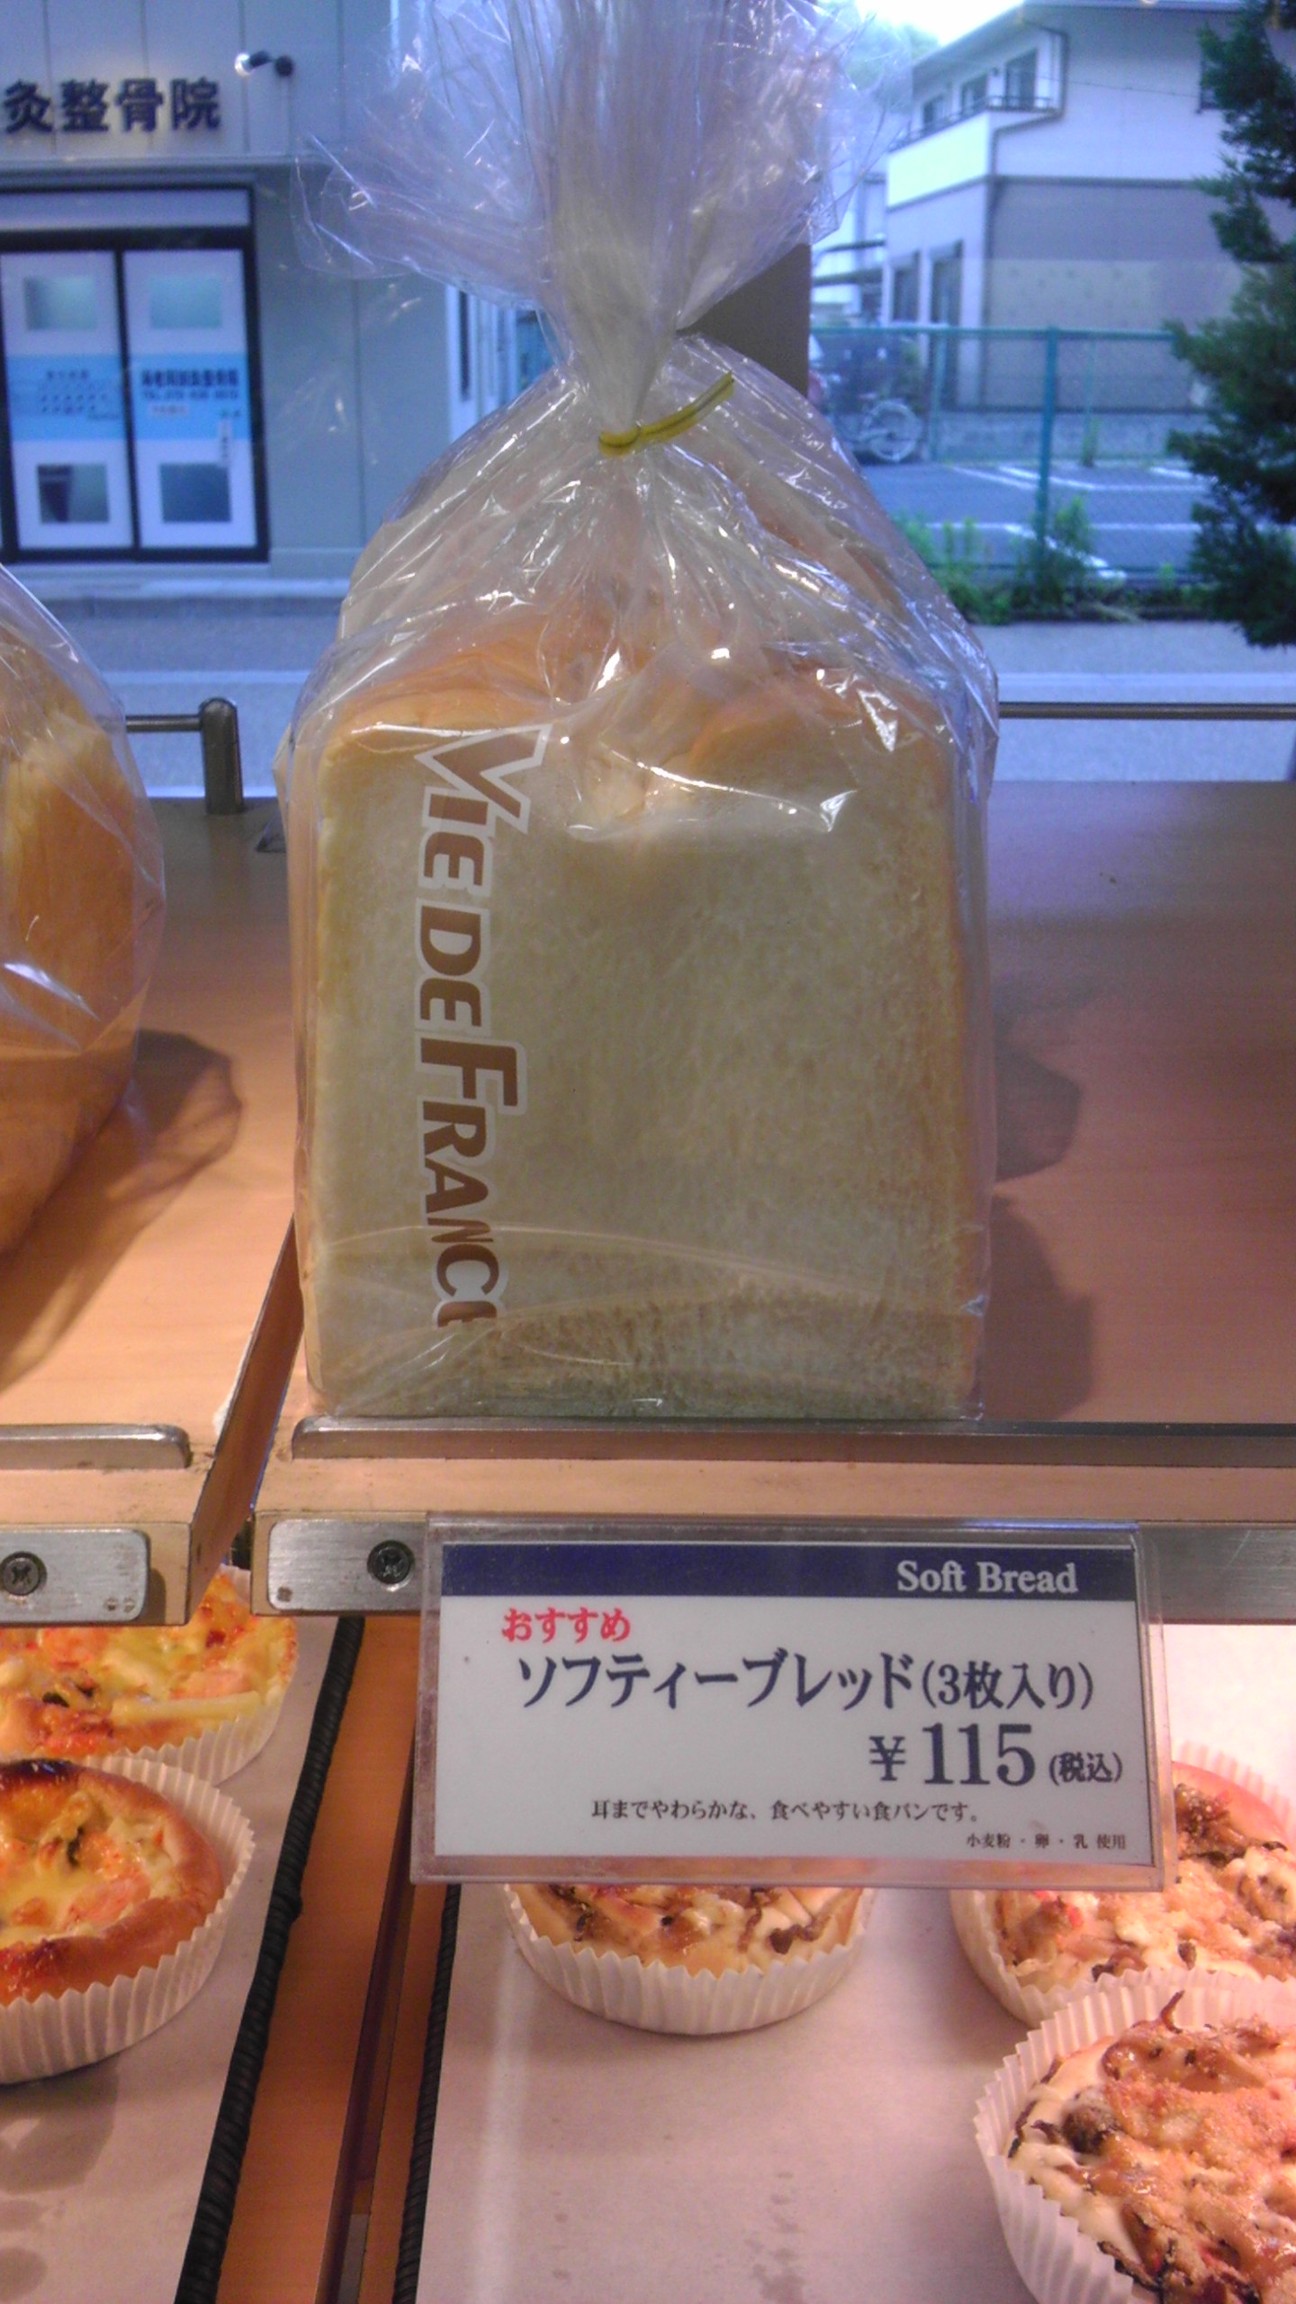 灸整骨院
VIE DE FRANCE
Soft Bread
おすすめ
ソフティーブレッド(3枚入り)
¥115(税込)
耳までやわらかな、食べやすい食パンです。
小麦粉・卵・乳 使用